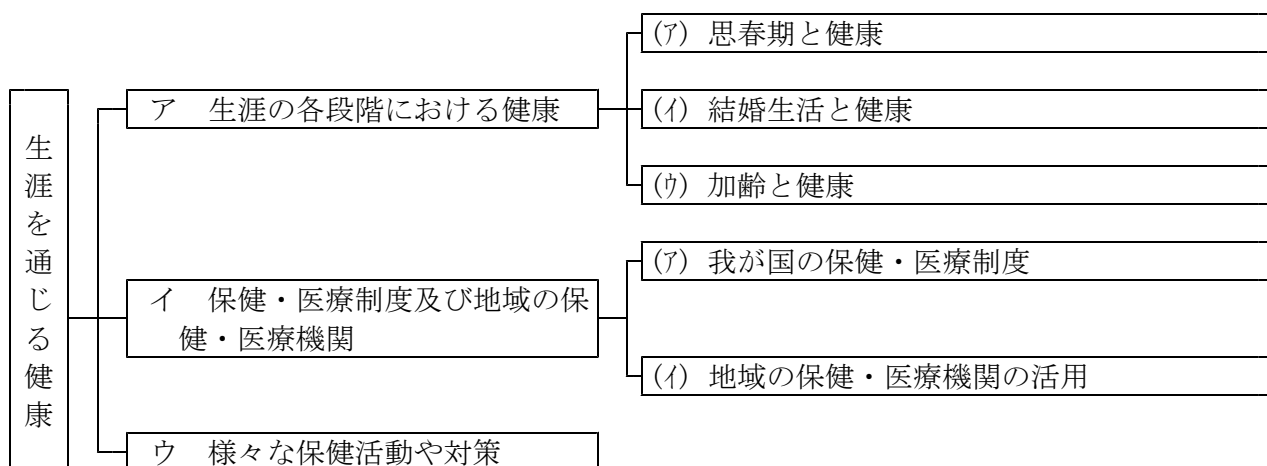 生涯を通じる健康
ア 生涯の各段階における健康
(ｱ) 思春期と健康
(ｲ) 結婚生活と健康
(ｳ) 加齢と健康
イ 保健・医療制度及び地域の保
健・医療機関
(ｱ) 我が国の保健・医療制度
(ｲ) 地域の保健・医療機関の活用
ウ 様々な保健活動や対策